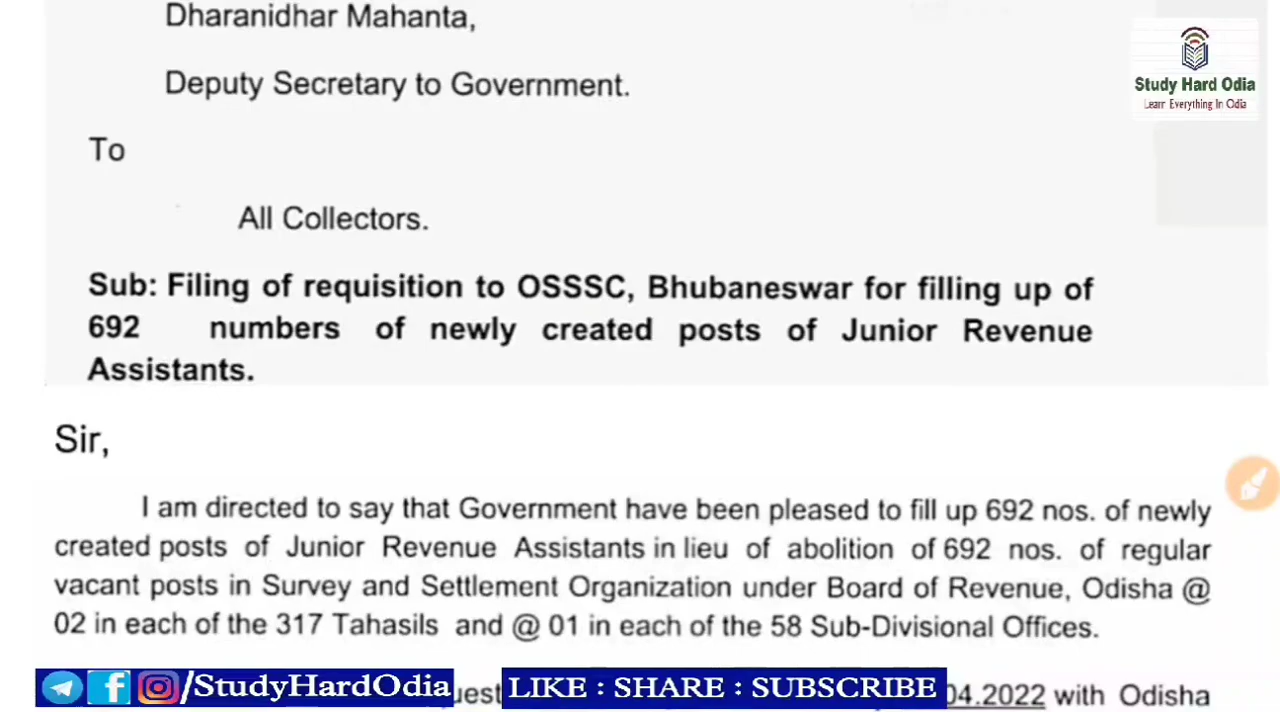 Dharanidhar Mahanta,
Deputy Secretary to Government.
To
All Collectors.
Sub: Filing of requisition to OSSSC, Bhubaneswar for filling up of
692 numbers of newly created posts of Junior Revenue
Assistants.
Sir,
I am directed to say that Government have been pleased to fill up 692 nos. of newly
created posts of Junior Revenue Assistants in lieu of abolition of 692 nos. of regular
vacant posts in Survey and Settlement Organization under Board of Revenue, Odisha @
02 in each of the 317 Tahasils and @ 01 in each of the 58 Sub-Divisional Offices.
04.2022 with Odisha
Study Hard Odia
Learn Everything In Odia
/StudyHardOdia
LIKE : SHARE : SUBSCRIBE